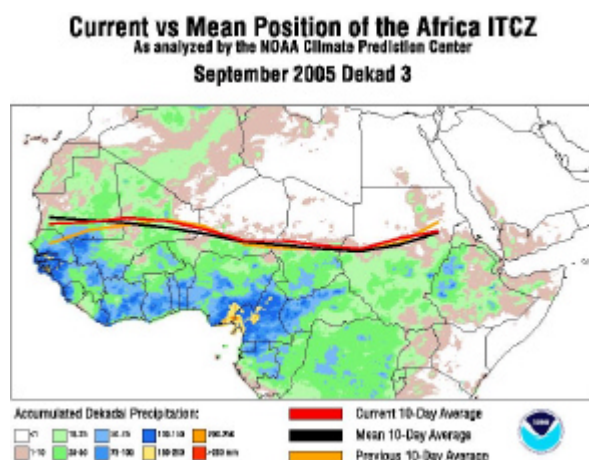 Current vs Mean Position of the Africa ITCZ
As analyzed by the NOAA Climate Prediction Center
September 2005 Dekad 3
Accumulated Dekadal Precipitation:
Current 10-Day Average
Mean 10-Day Average
Previous 10-Day Average